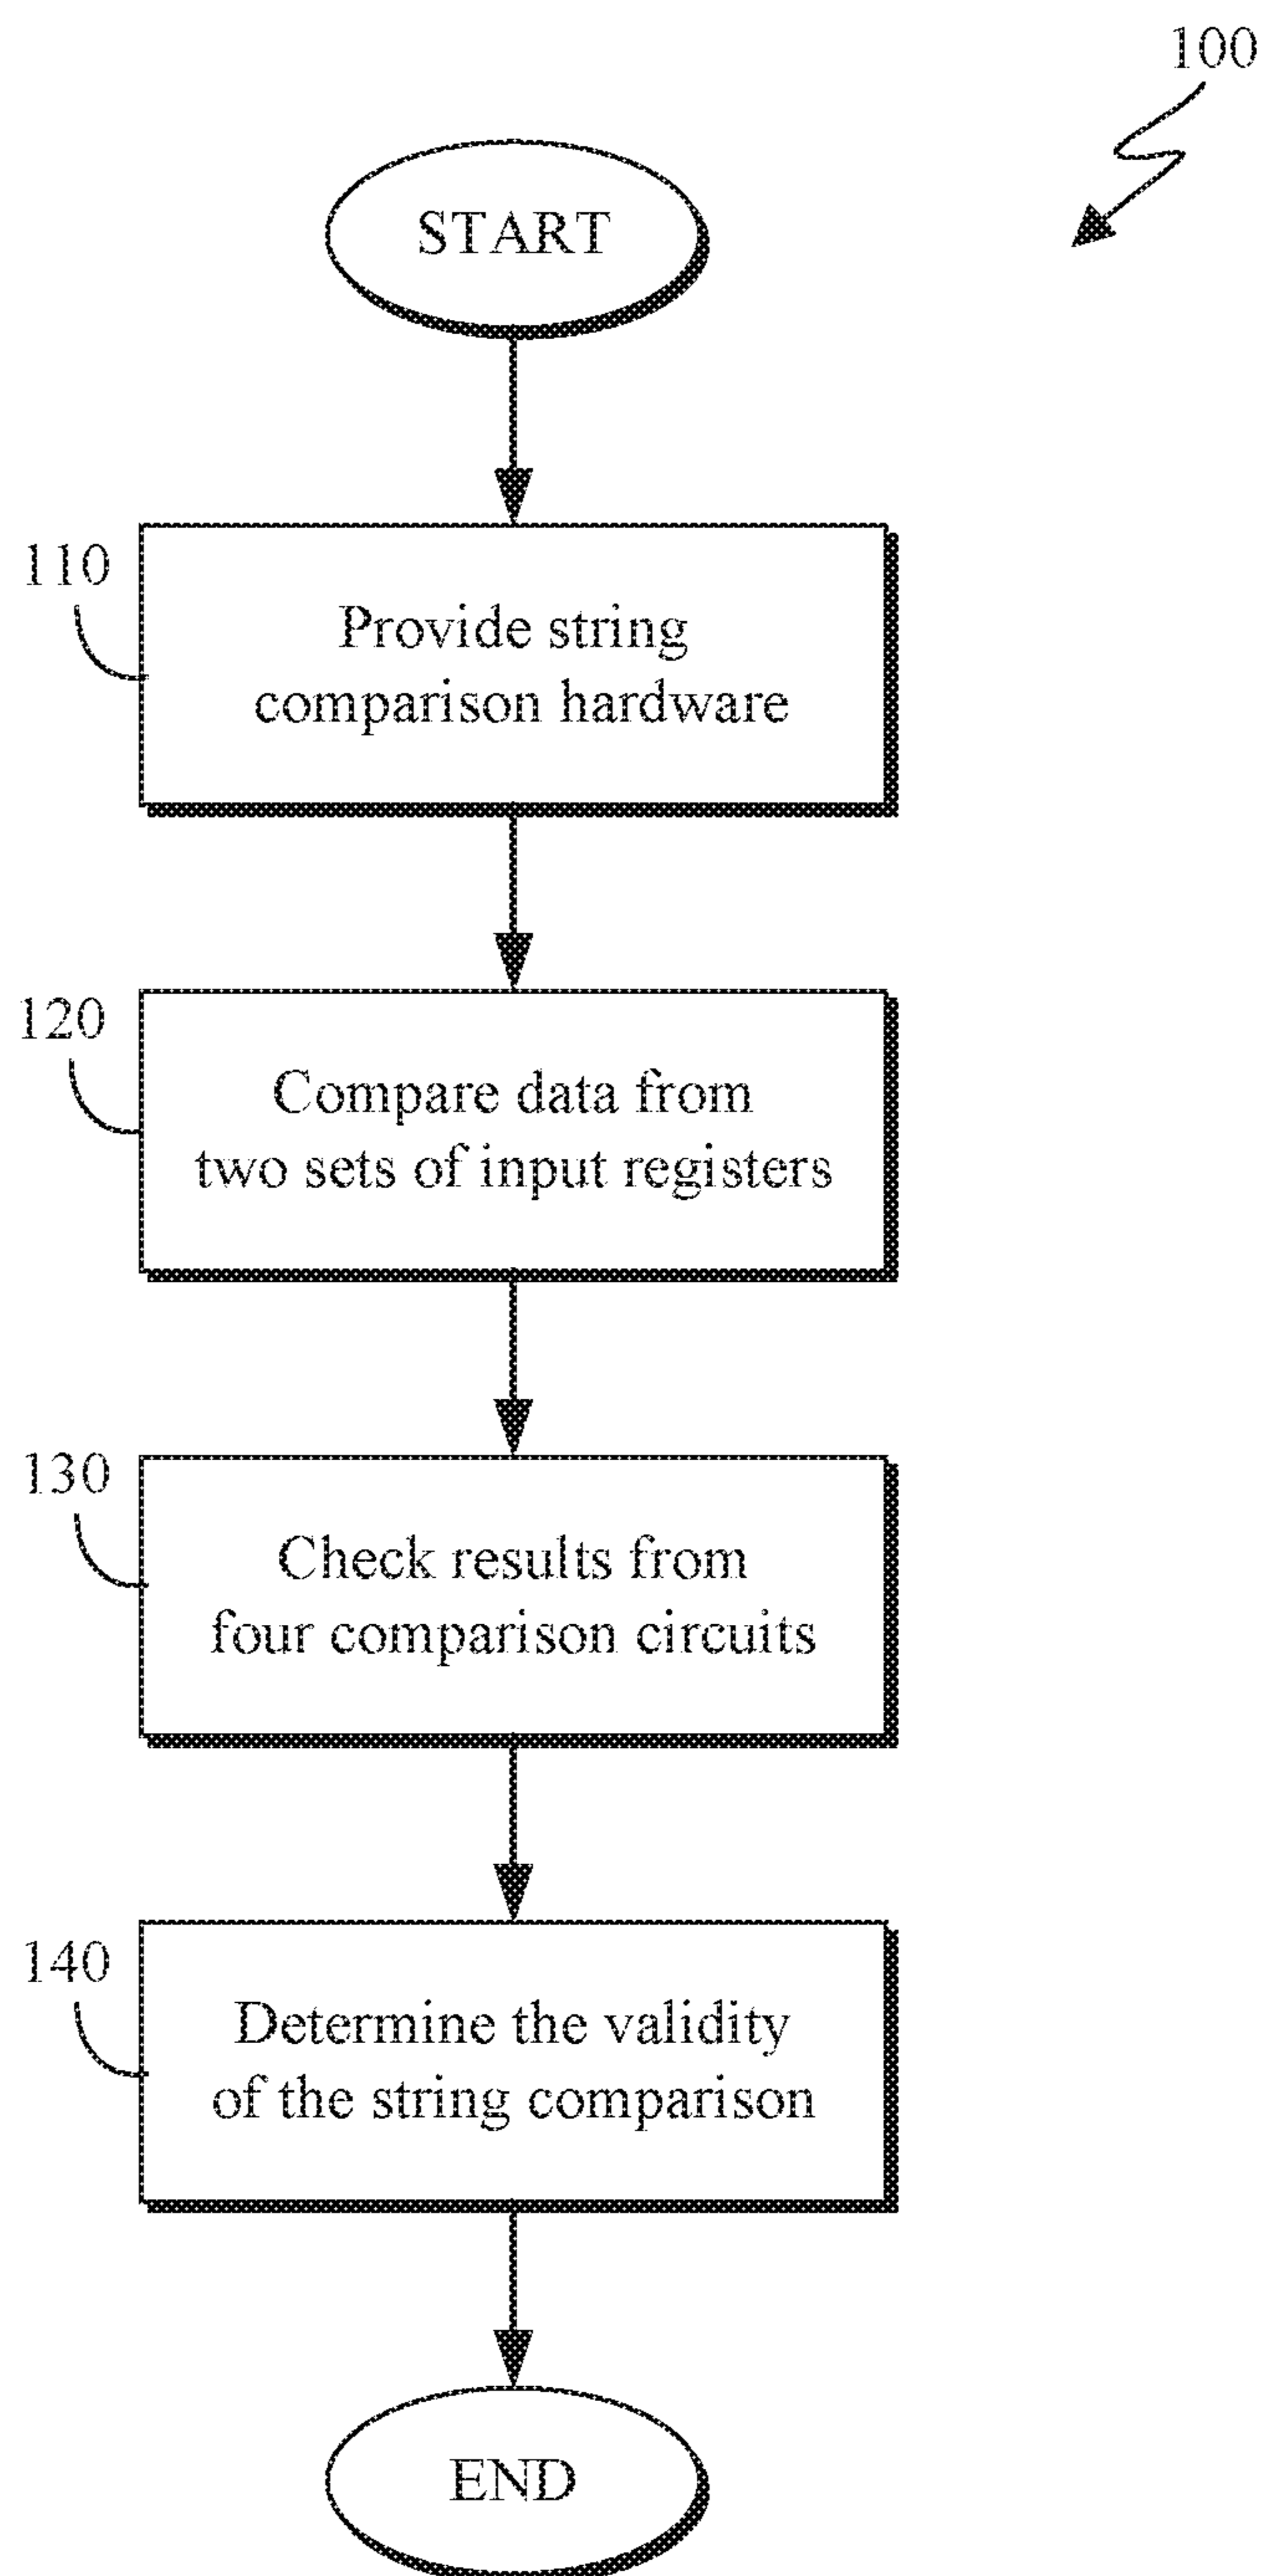 100
START
110
Provide string
comparison hardware
120
Compare data from
two sets of input registers
130
Check results from
four comparison circuits
140
Determine the validity
of the string comparison
END